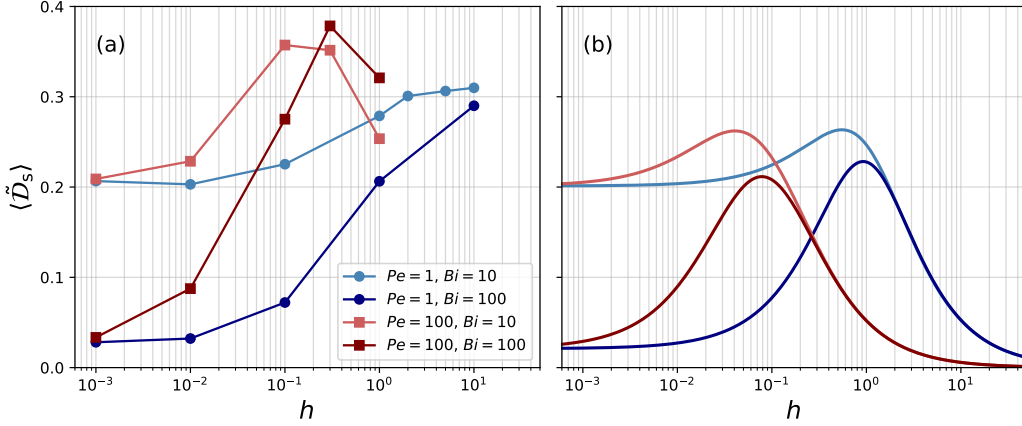 (a)
(b)
0.4
0.3
0.2
0.1
0.0
⟨𝒟̃ₛ⟩
Pe = 1, Bi = 10
Pe = 1, Bi = 100
Pe = 100, Bi = 10
Pe = 100, Bi = 100
10⁻³ 10⁻² 10⁻¹ 10⁰ 10¹
10⁻³ 10⁻² 10⁻¹ 10⁰ 10¹
h
h